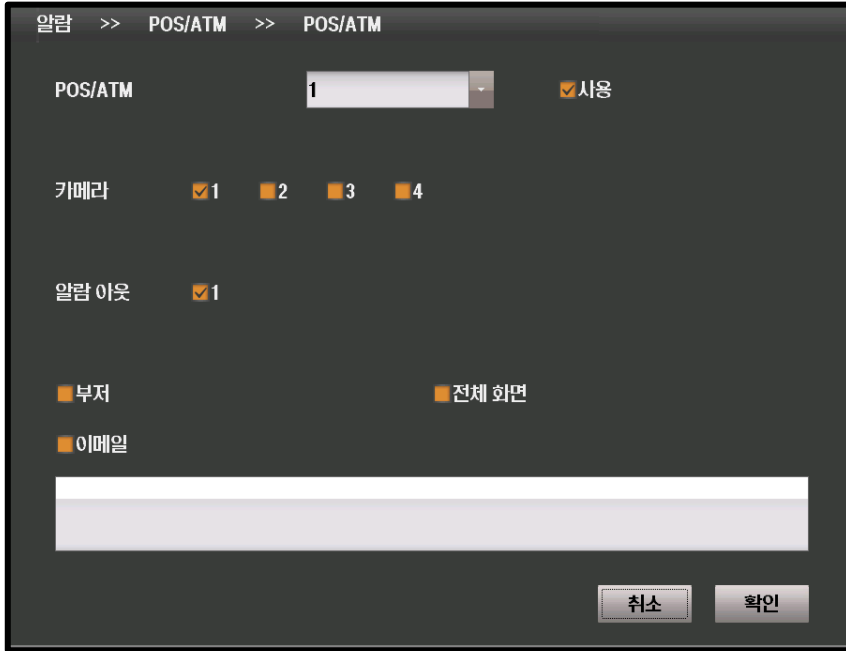 알람 >> POS/ATM >> POS/ATM
POS/ATM 1 사용
카메라 1 2 3 4
알람 아웃 1
부저 전체 화면
이메일
취소 확인